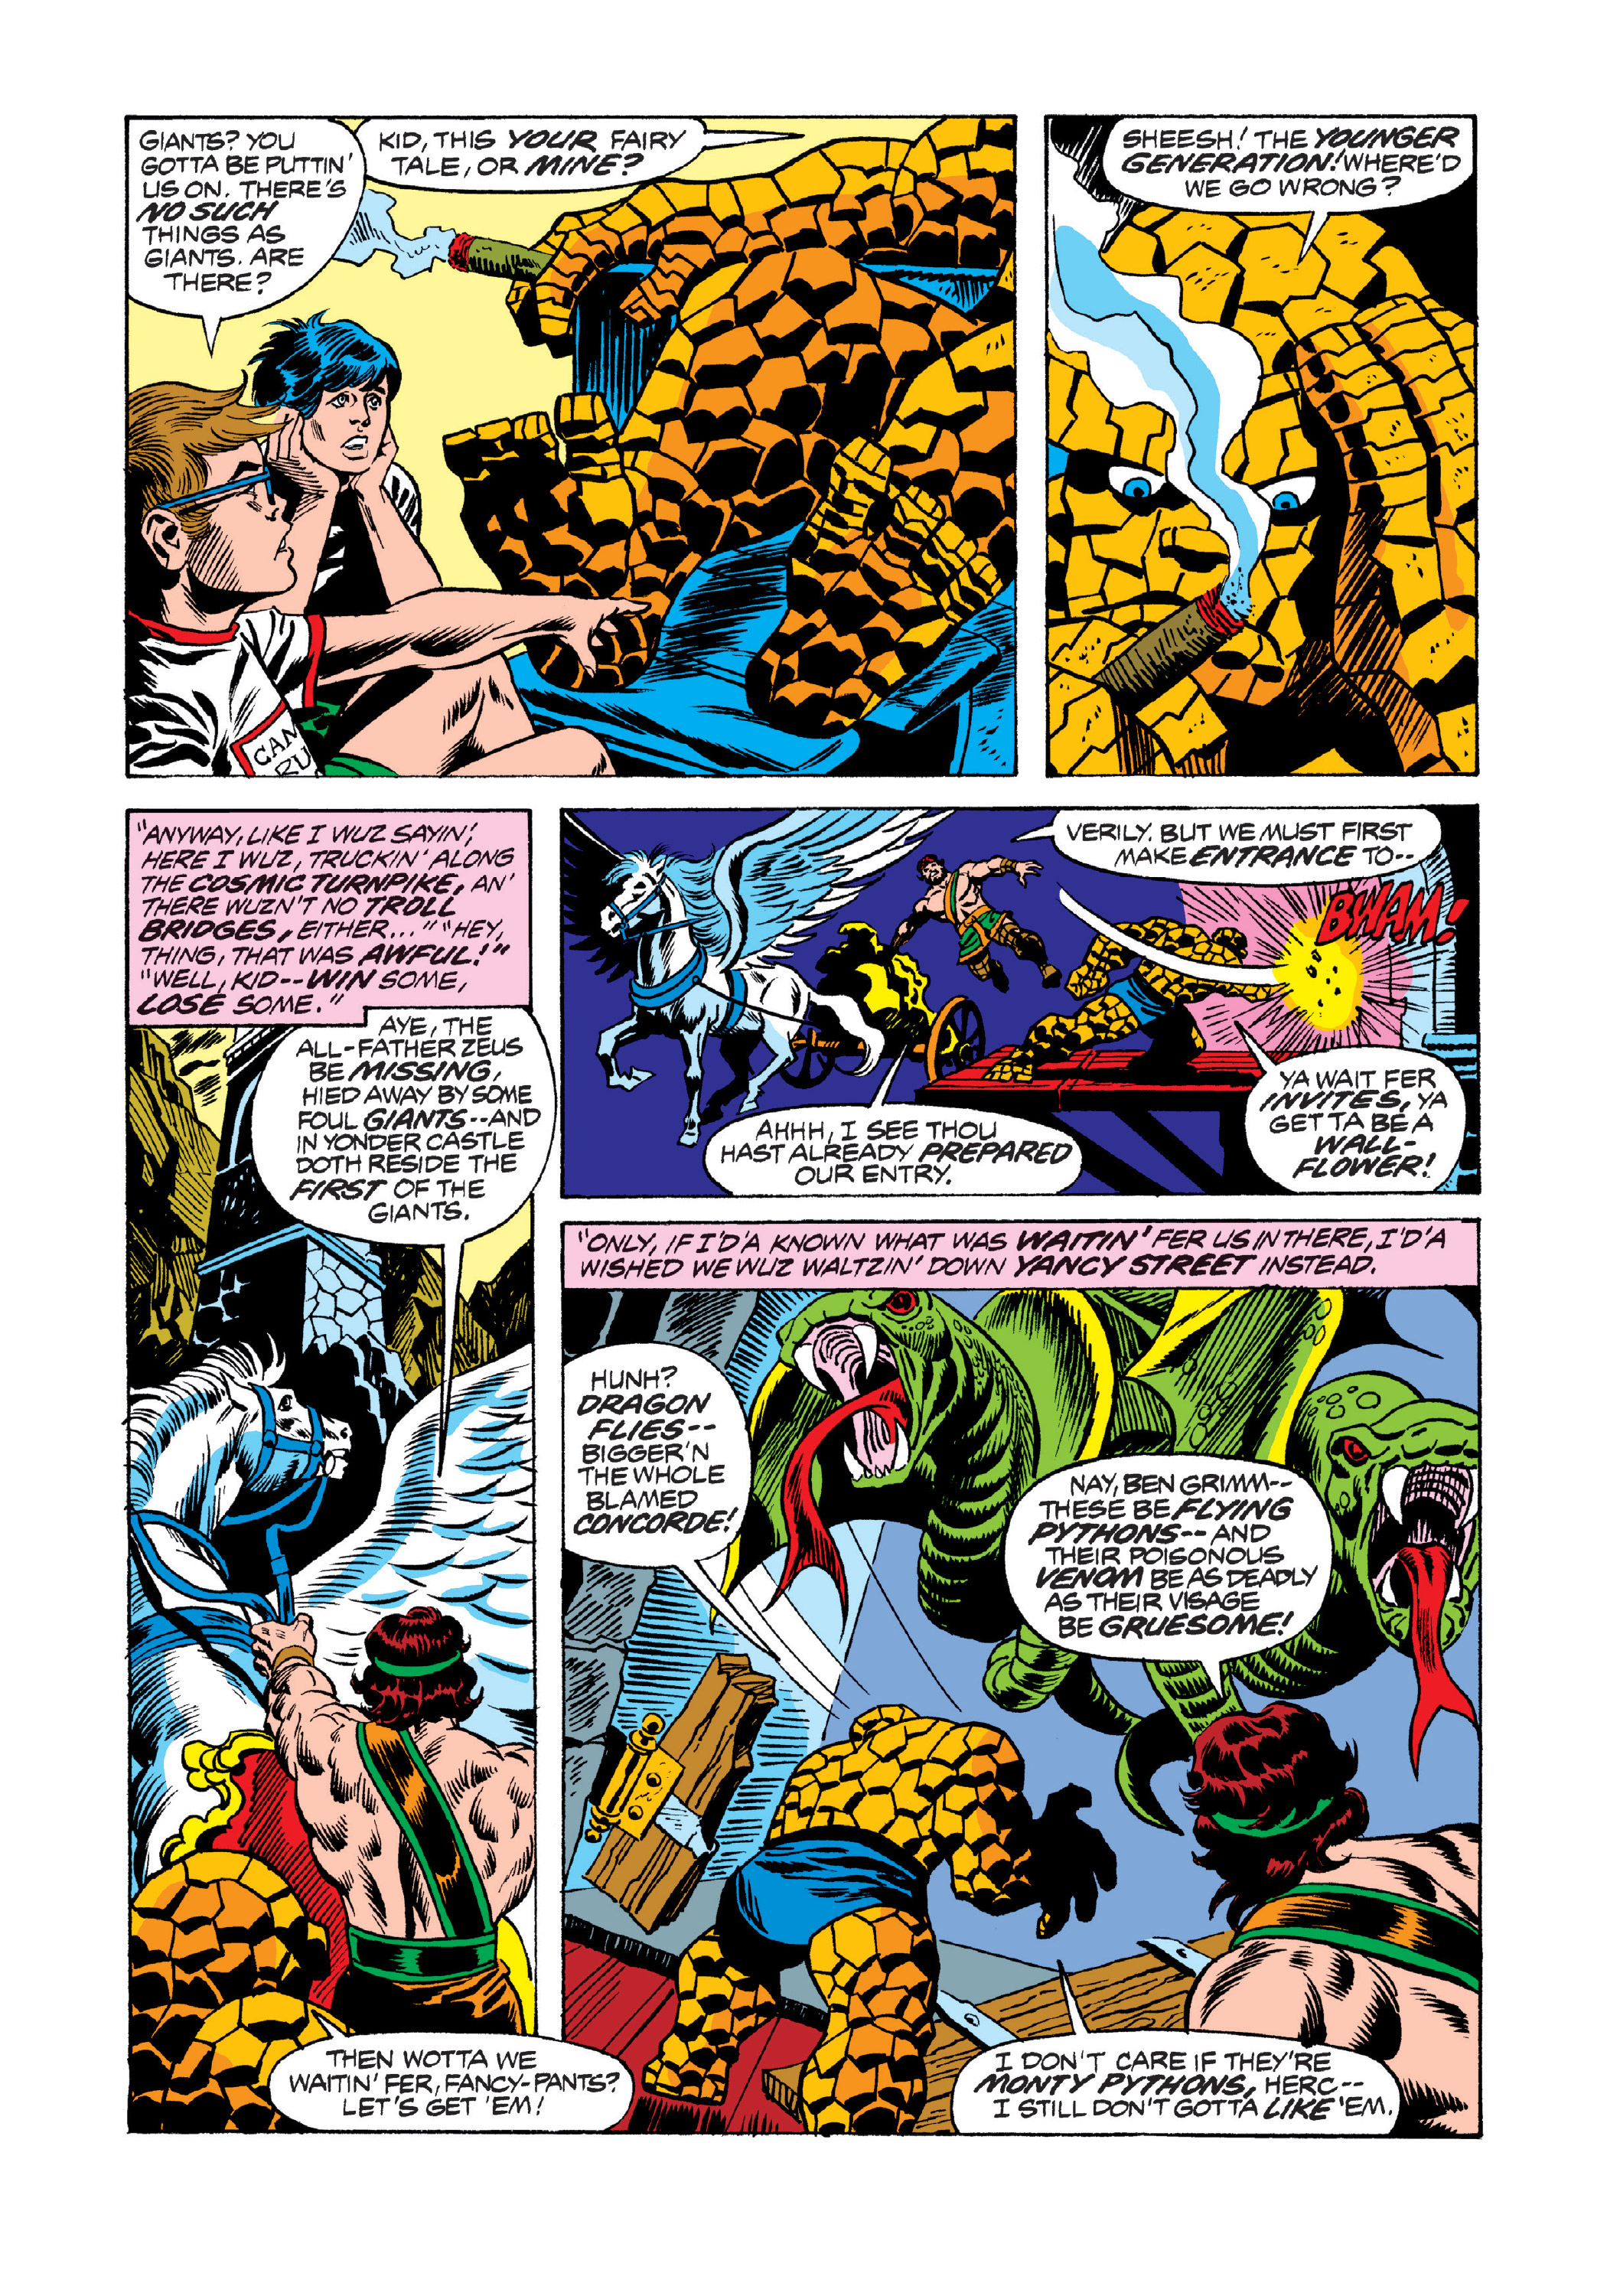 GIANTS? YOU
GOTTA BE PUTTIN'
US ON. THERE'S
NO SUCH
THINGS AS
GIANTS. ARE
THERE?
KID, THIS YOUR FAIRY
TALE, OR MINE?
CAN
RU
SHEESH! THE YOUNGER
GENERATION! WHERE'D
WE GO WRONG?
"ANYWAY, LIKE I WUZ SAYIN',
HERE I WUZ, TRUCKIN' ALONG
THE COSMIC TURNPIKE, AN'
THERE WUZN'T NO TROLL
BRIDGES, EITHER..." "HEY,
THING, THAT WAS AWFUL!"
"WELL, KID--WIN SOME,
LOSE SOME."
AYE, THE
ALL-FATHER ZEUS
BE MISSING,
HIED AWAY BY SOME
FOUL GIANTS--AND
IN YONDER CASTLE
DOTH RESIDE THE
FIRST OF THE
GIANTS.
THEN WOTTA WE
WAITIN' FER, FANCY-PANTS?
LET'S GET 'EM!
VERILY. BUT WE MUST FIRST
MAKE ENTRANCE TO--
BWAM!
AHHH, I SEE THOU
HAST ALREADY PREPARED
OUR ENTRY.
YA WAIT FER
INVITES, YA
GET TA BE A
WALL-
FLOWER!
"ONLY, IF I'D'A KNOWN WHAT WAS WAITIN' FER US IN THERE, I'D'A
WISHED WE WUZ WALTZIN' DOWN YANCY STREET INSTEAD.
HUNH?
DRAGON
FLIES--
BIGGER'N
THE WHOLE
BLAMED
CONCORDE!
NAY, BEN GRIMM--
THESE BE FLYING
PYTHONS--AND
THEIR POISONOUS
VENOM BE AS DEADLY
AS THEIR VISAGE
BE GRUESOME!
I DON'T CARE IF THEY'RE
MONTY PYTHONS, HERC--
I STILL DON'T GOTTA LIKE 'EM.